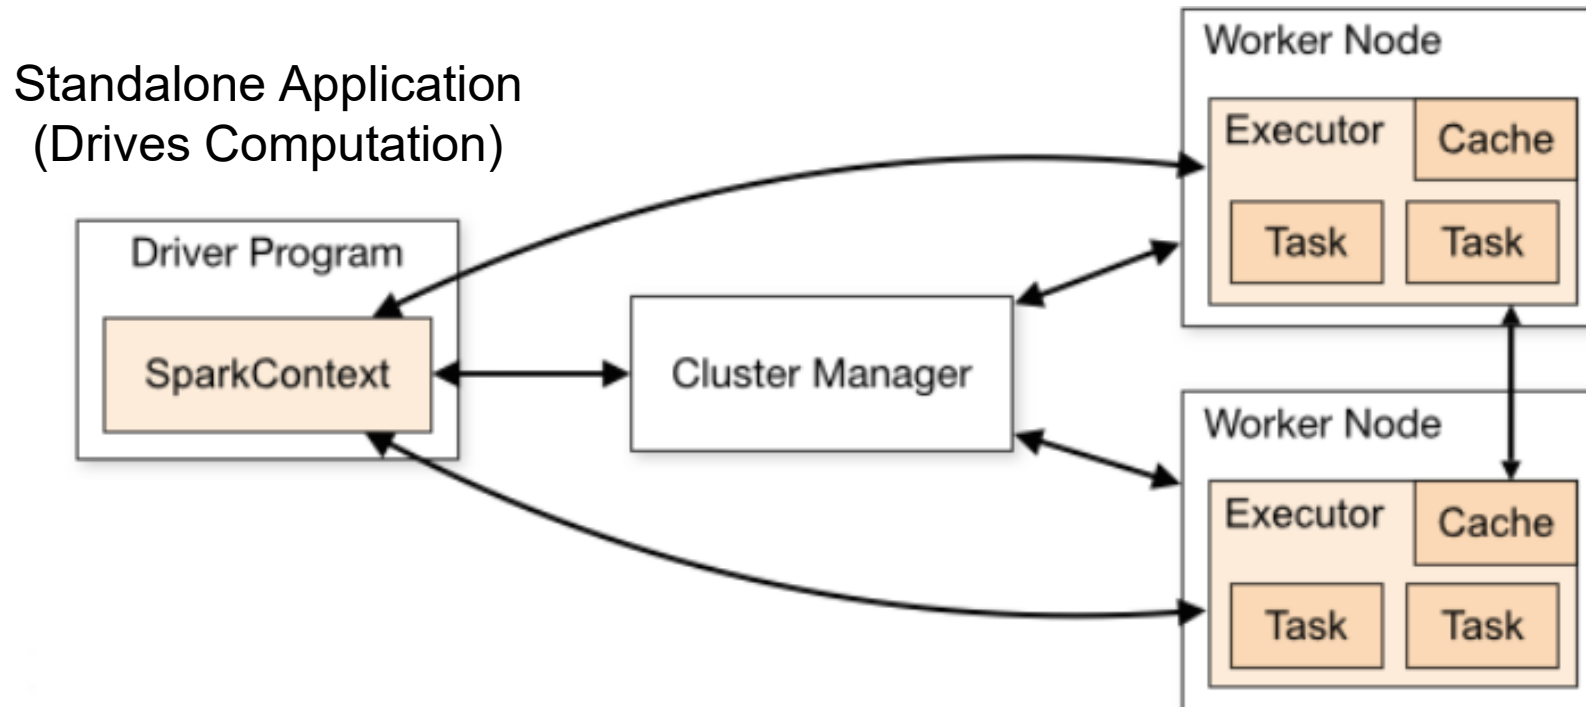 Standalone Application
(Drives Computation)
Driver Program
SparkContext
Cluster Manager
Worker Node
Executor
Cache
Task
Task
Worker Node
Executor
Cache
Task
Task